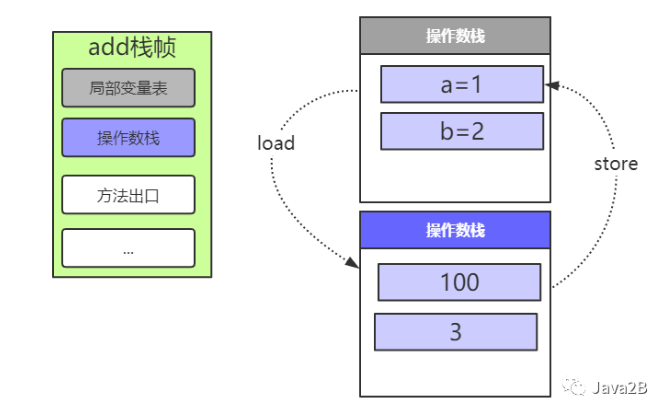 add栈帧
局部变量表
操作数栈
方法出口
...
操作数栈
a=1
b=2
load
store
操作数栈
100
3
Java2B